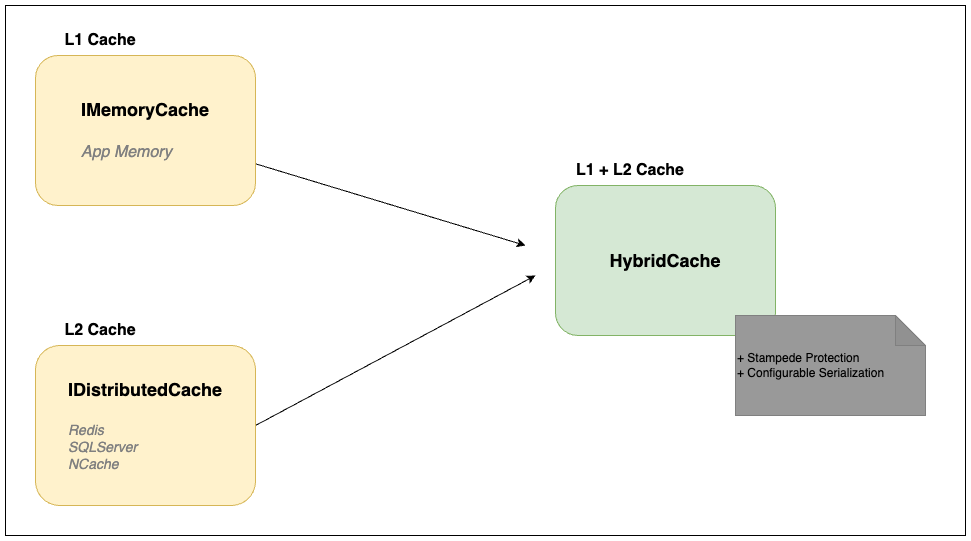 L1 Cache
IMemoryCache
App Memory
L1 + L2 Cache
HybridCache
+ Stampede Protection
+ Configurable Serialization
L2 Cache
IDistributedCache
Redis
SQLServer
NCache